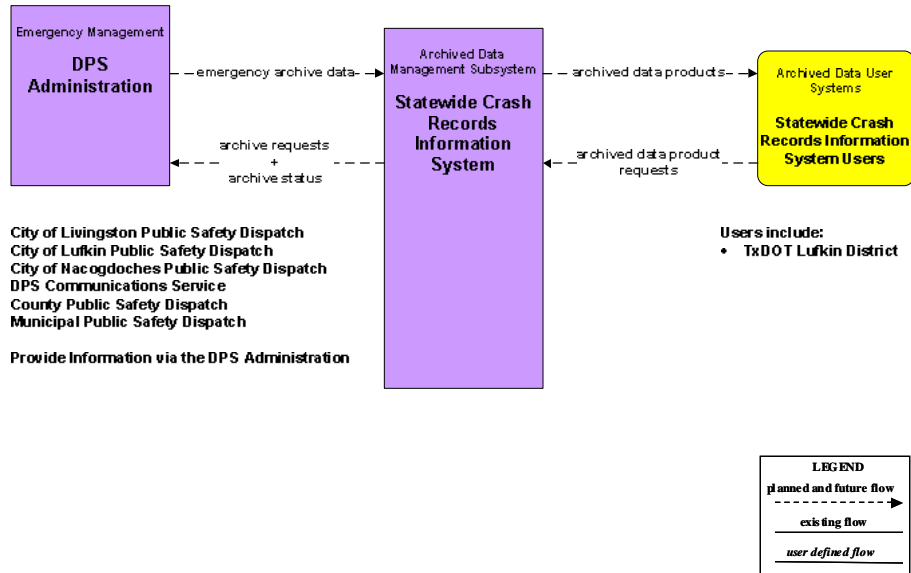 Emergency Management
DPS
Administration
emergency archive data
archive requests
+
archive status
Archived Data
Management Subsystem
Statewide Crash
Records
Information
System
archived data products
archived data product
requests
Archived Data User
Systems
Statewide Crash
Records Information
System Users
City of Livingston Public Safety Dispatch
City of Lufkin Public Safety Dispatch
City of Nacogdoches Public Safety Dispatch
DPS Communications Service
County Public Safety Dispatch
Municipal Public Safety Dispatch
Provide Information via the DPS Administration
Users include:
• TxDOT Lufkin District
LEGEND
planned and future flow
existing flow
user defined flow